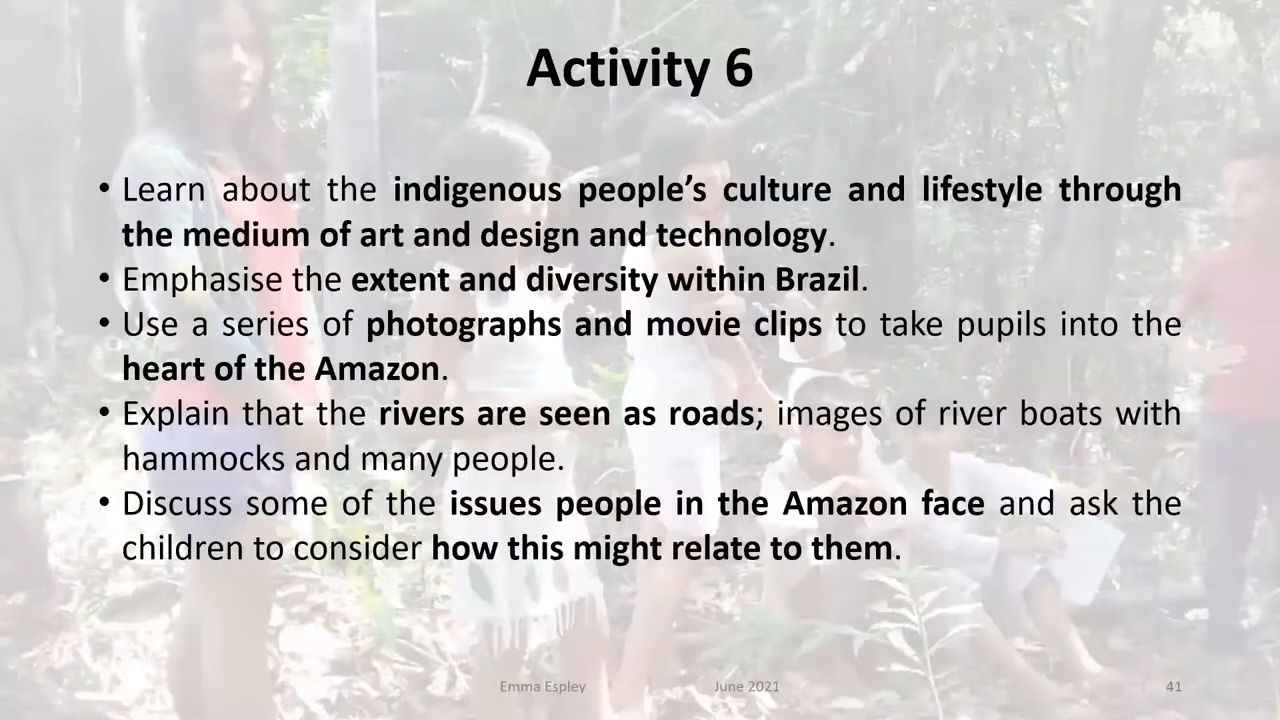 Activity 6
• Learn about the indigenous people’s culture and lifestyle through
the medium of art and design and technology.
• Emphasise the extent and diversity within Brazil.
• Use a series of photographs and movie clips to take pupils into the
heart of the Amazon.
• Explain that the rivers are seen as roads; images of river boats with
hammocks and many people.
• Discuss some of the issues people in the Amazon face and ask the
children to consider how this might relate to them.
Emma Espley June 2021 41